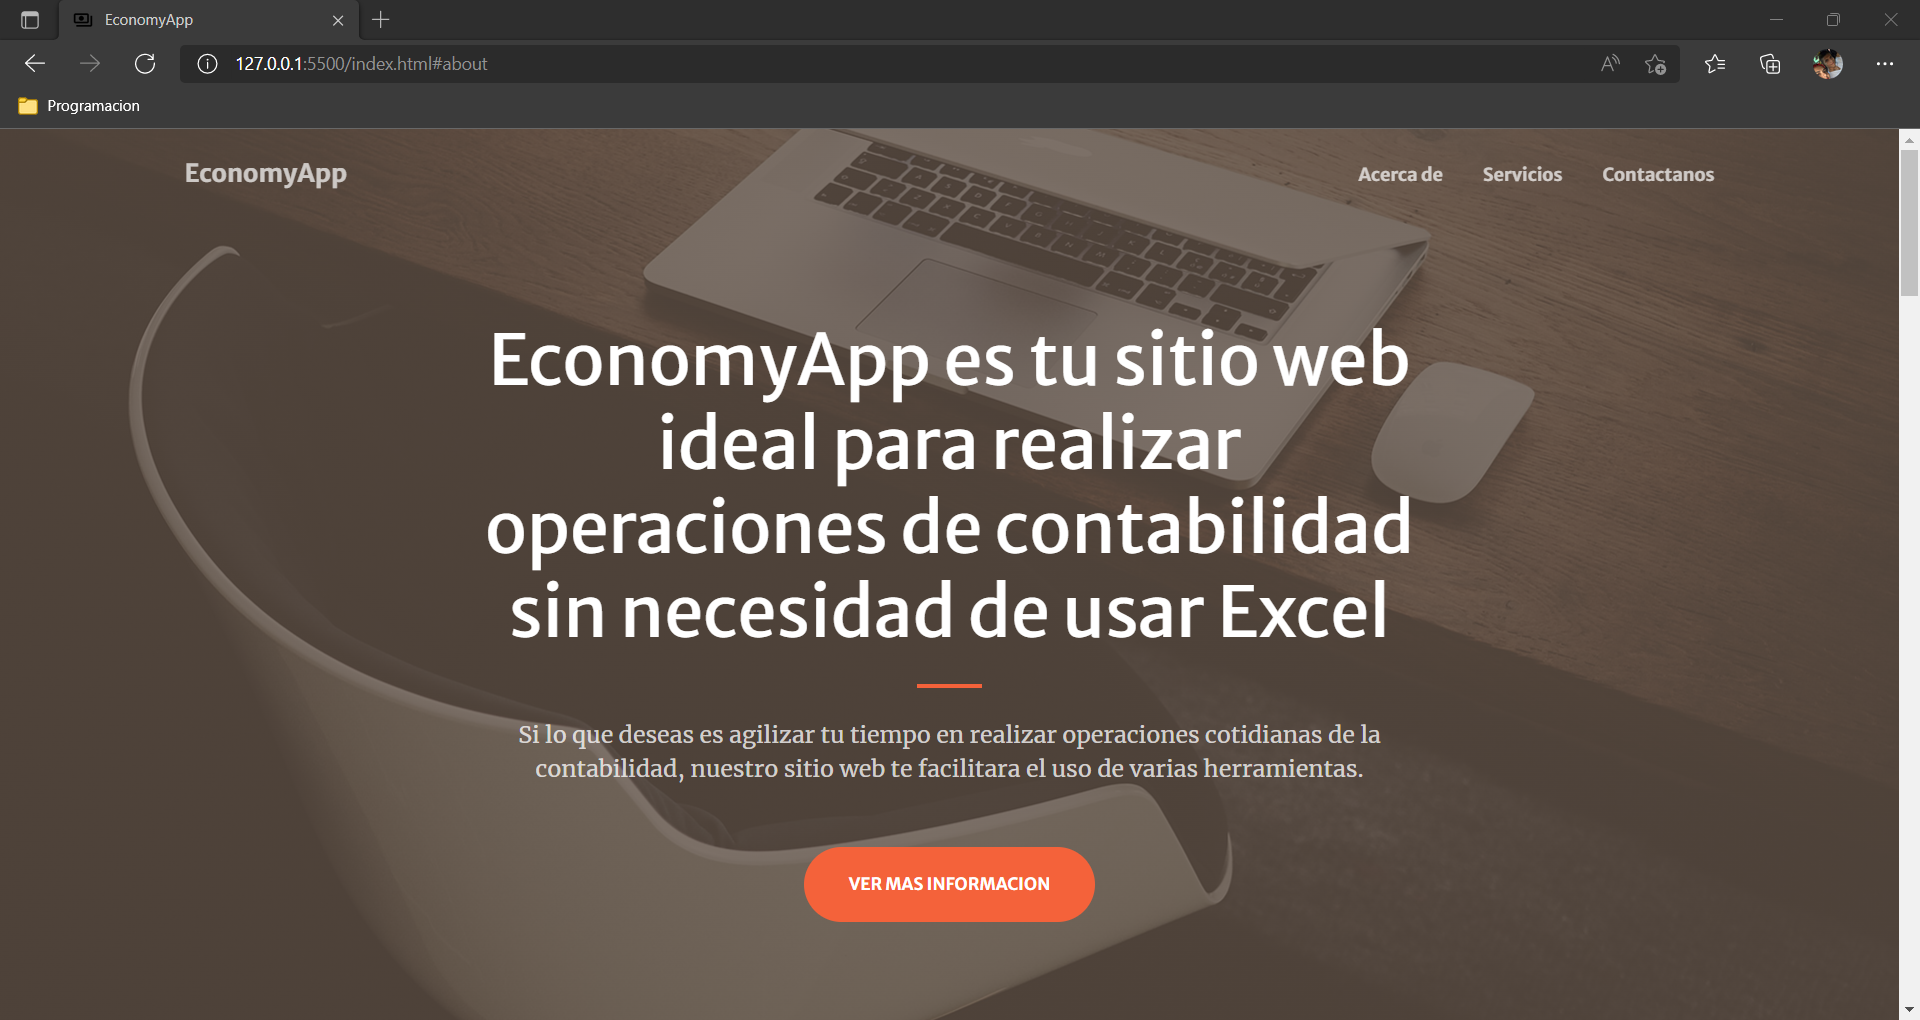 EconomyApp
127.0.0.1:5500/index.html#about
Programacion
EconomyApp
Acerca de
Servicios
Contactanos
EconomyApp es tu sitio web
ideal para realizar
operaciones de contabilidad
sin necesidad de usar Excel
Si lo que deseas es agilizar tu tiempo en realizar operaciones cotidianas de la
contabilidad, nuestro sitio web te facilitara el uso de varias herramientas.
VER MAS INFORMACION